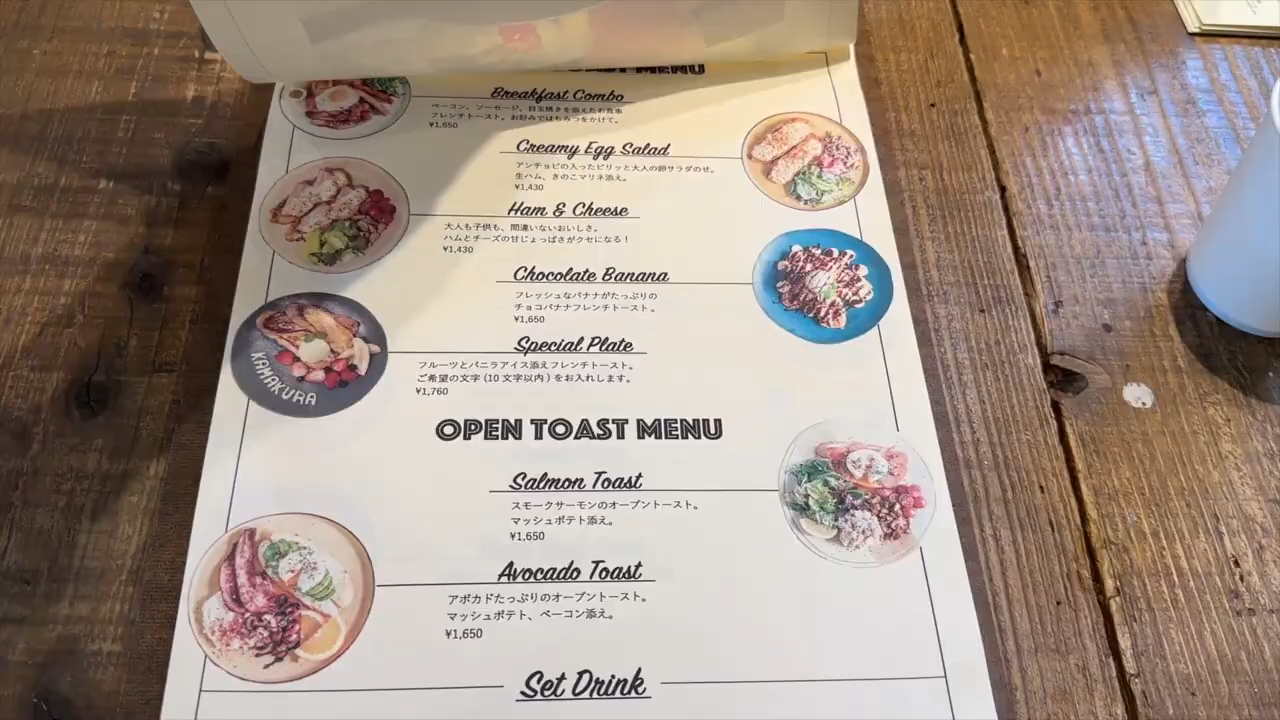 TOAST MENU
Breakfast Combo
ベーコン、ソーセージ、目玉焼きを添えたお食事
フレンチトースト。お好みではちみつをかけて。
¥1,650
Creamy Egg Salad
アンチョビの入ったピリッと大人の卵サラダのせ。
生ハム、きのこマリネ添え。
¥1,430
Ham & Cheese
大人も子供も、間違いないおいしさ。
ハムとチーズの甘じょっぱさがクセになる！
¥1,430
Chocolate Banana
フレッシュなバナナがたっぷりの
チョコバナナフレンチトースト。
¥1,650
Special Plate
フルーツとバニラアイス添えフレンチトースト。
ご希望の文字(10文字以内)をお入れします。
¥1,760
KAMAKURA
OPEN TOAST MENU
Salmon Toast
スモークサーモンのオープントースト。
マッシュポテト添え。
¥1,650
Avocado Toast
アボカドたっぷりのオープントースト。
マッシュポテト、ベーコン添え。
¥1,650
Set Drink